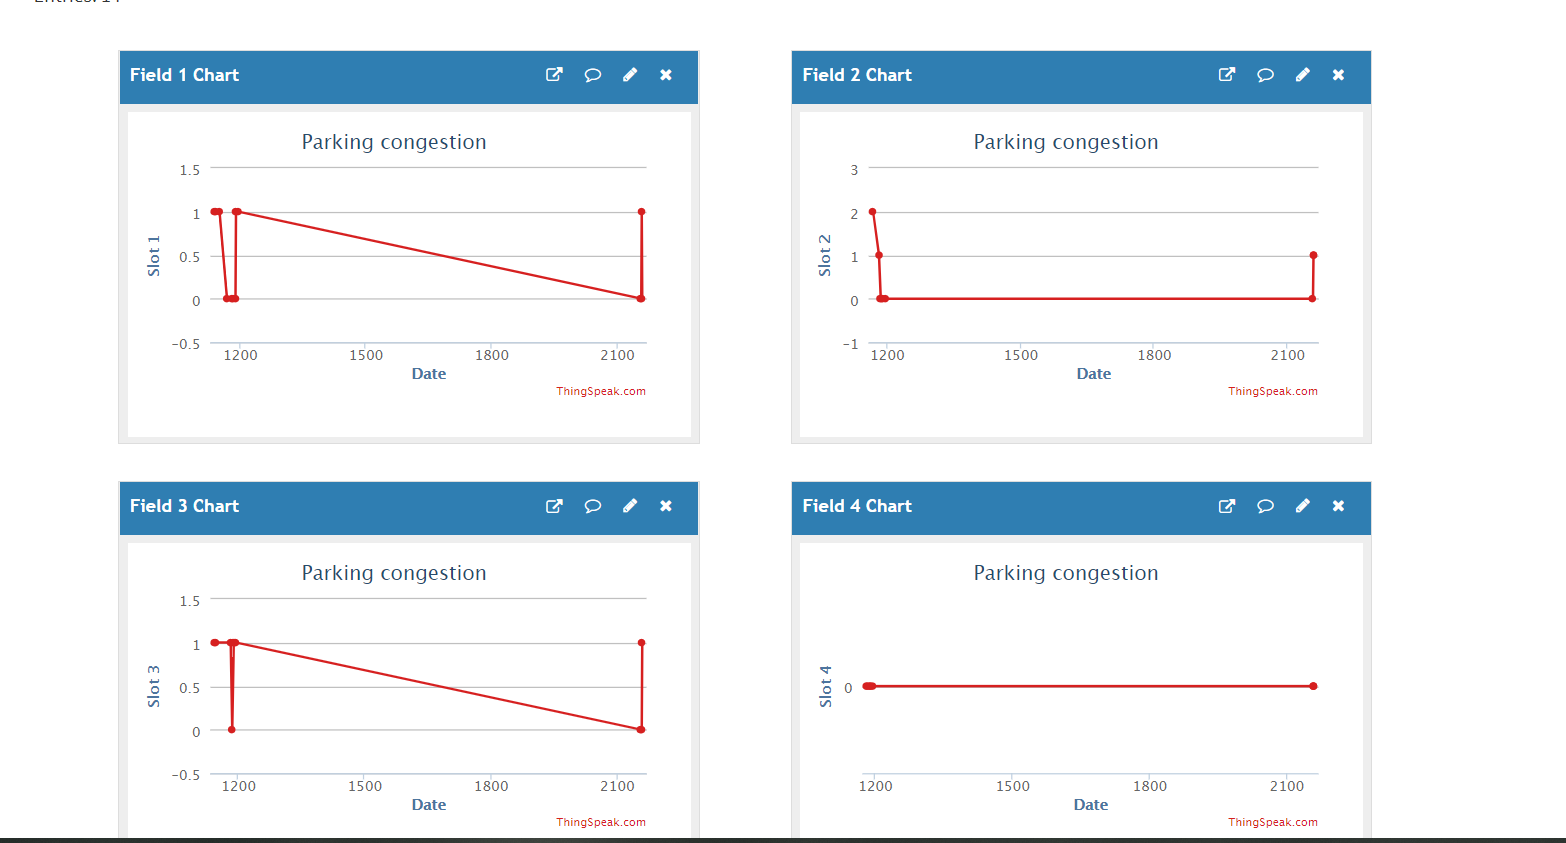 Field 1 Chart
Parking congestion
1.5
1
0.5
0
−0.5
Slot 1
1200 1500 1800 2100
Date
ThingSpeak.com
Field 2 Chart
Parking congestion
3
2
1
0
−1
Slot 2
1200 1500 1800 2100
Date
ThingSpeak.com
Field 3 Chart
Parking congestion
1.5
1
0.5
0
−0.5
Slot 3
1200 1500 1800 2100
Date
ThingSpeak.com
Field 4 Chart
Parking congestion
0
Slot 4
1200 1500 1800 2100
Date
ThingSpeak.com